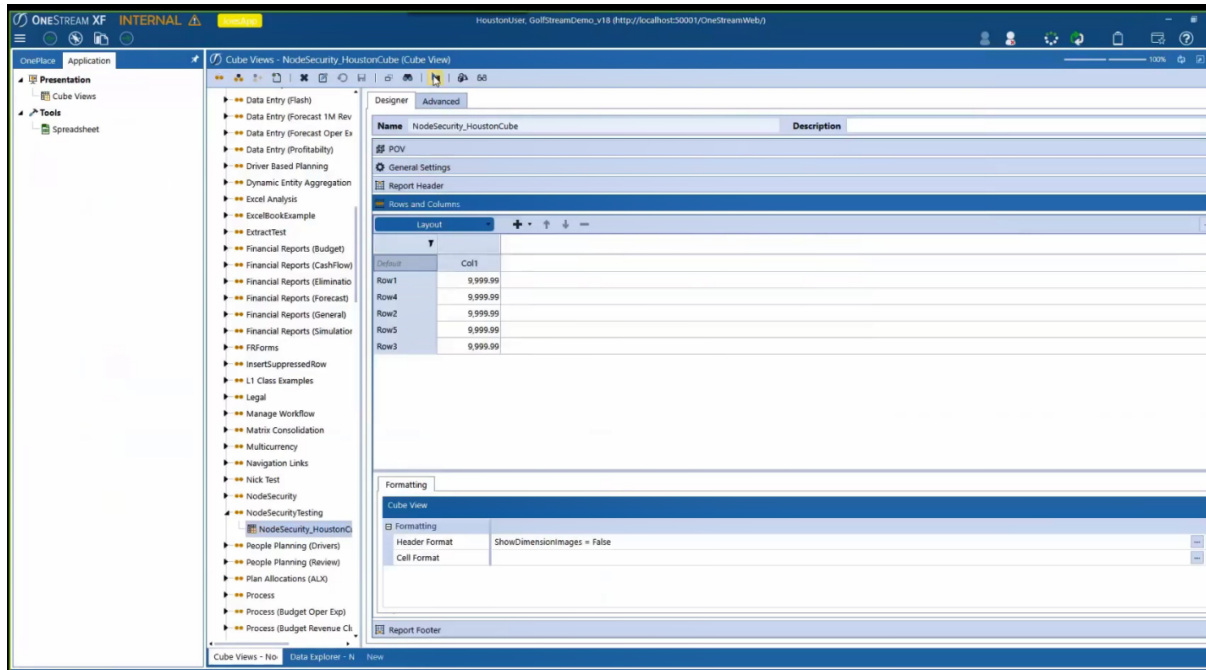 ONESTREAM XF INTERNAL
HoustonUser, GolfStreamDemo_v18 (http://localhost:50001/OneStreamWeb/)
OnePlace Application
Presentation
Cube Views
Tools
Spreadsheet
Cube Views - NodeSecurity_HoustonCube (Cube View)
100%
Data Entry (Flash)
Data Entry (Forecast 1M Rev
Data Entry (Forecast Oper Ex
Data Entry (Profitabilty)
Driver Based Planning
Dynamic Entity Aggregation
Excel Analysis
ExcelBookExample
ExtractTest
Financial Reports (Budget)
Financial Reports (CashFlow)
Financial Reports (Eliminatio
Financial Reports (Forecast)
Financial Reports (General)
Financial Reports (Simulation
FRForms
InsertSuppressedRow
L1 Class Examples
Legal
Manage Workflow
Matrix Consolidation
Multicurrency
Navigation Links
Nick Test
NodeSecurity
NodeSecurityTesting
NodeSecurity_HoustonCu
People Planning (Drivers)
People Planning (Review)
Plan Allocations (ALX)
Process
Process (Budget Oper Exp)
Process (Budget Revenue Cli
Designer Advanced
Name NodeSecurity_HoustonCube Description
POV
General Settings
Report Header
Rows and Columns
Layout
Default Col1
Row1 9,999.99
Row4 9,999.99
Row2 9,999.99
Row5 9,999.99
Row3 9,999.99
Formatting
Cube View
Formatting
Header Format ShowDimensionImages = False
Cell Format
Report Footer
Cube Views - No Data Explorer - N New